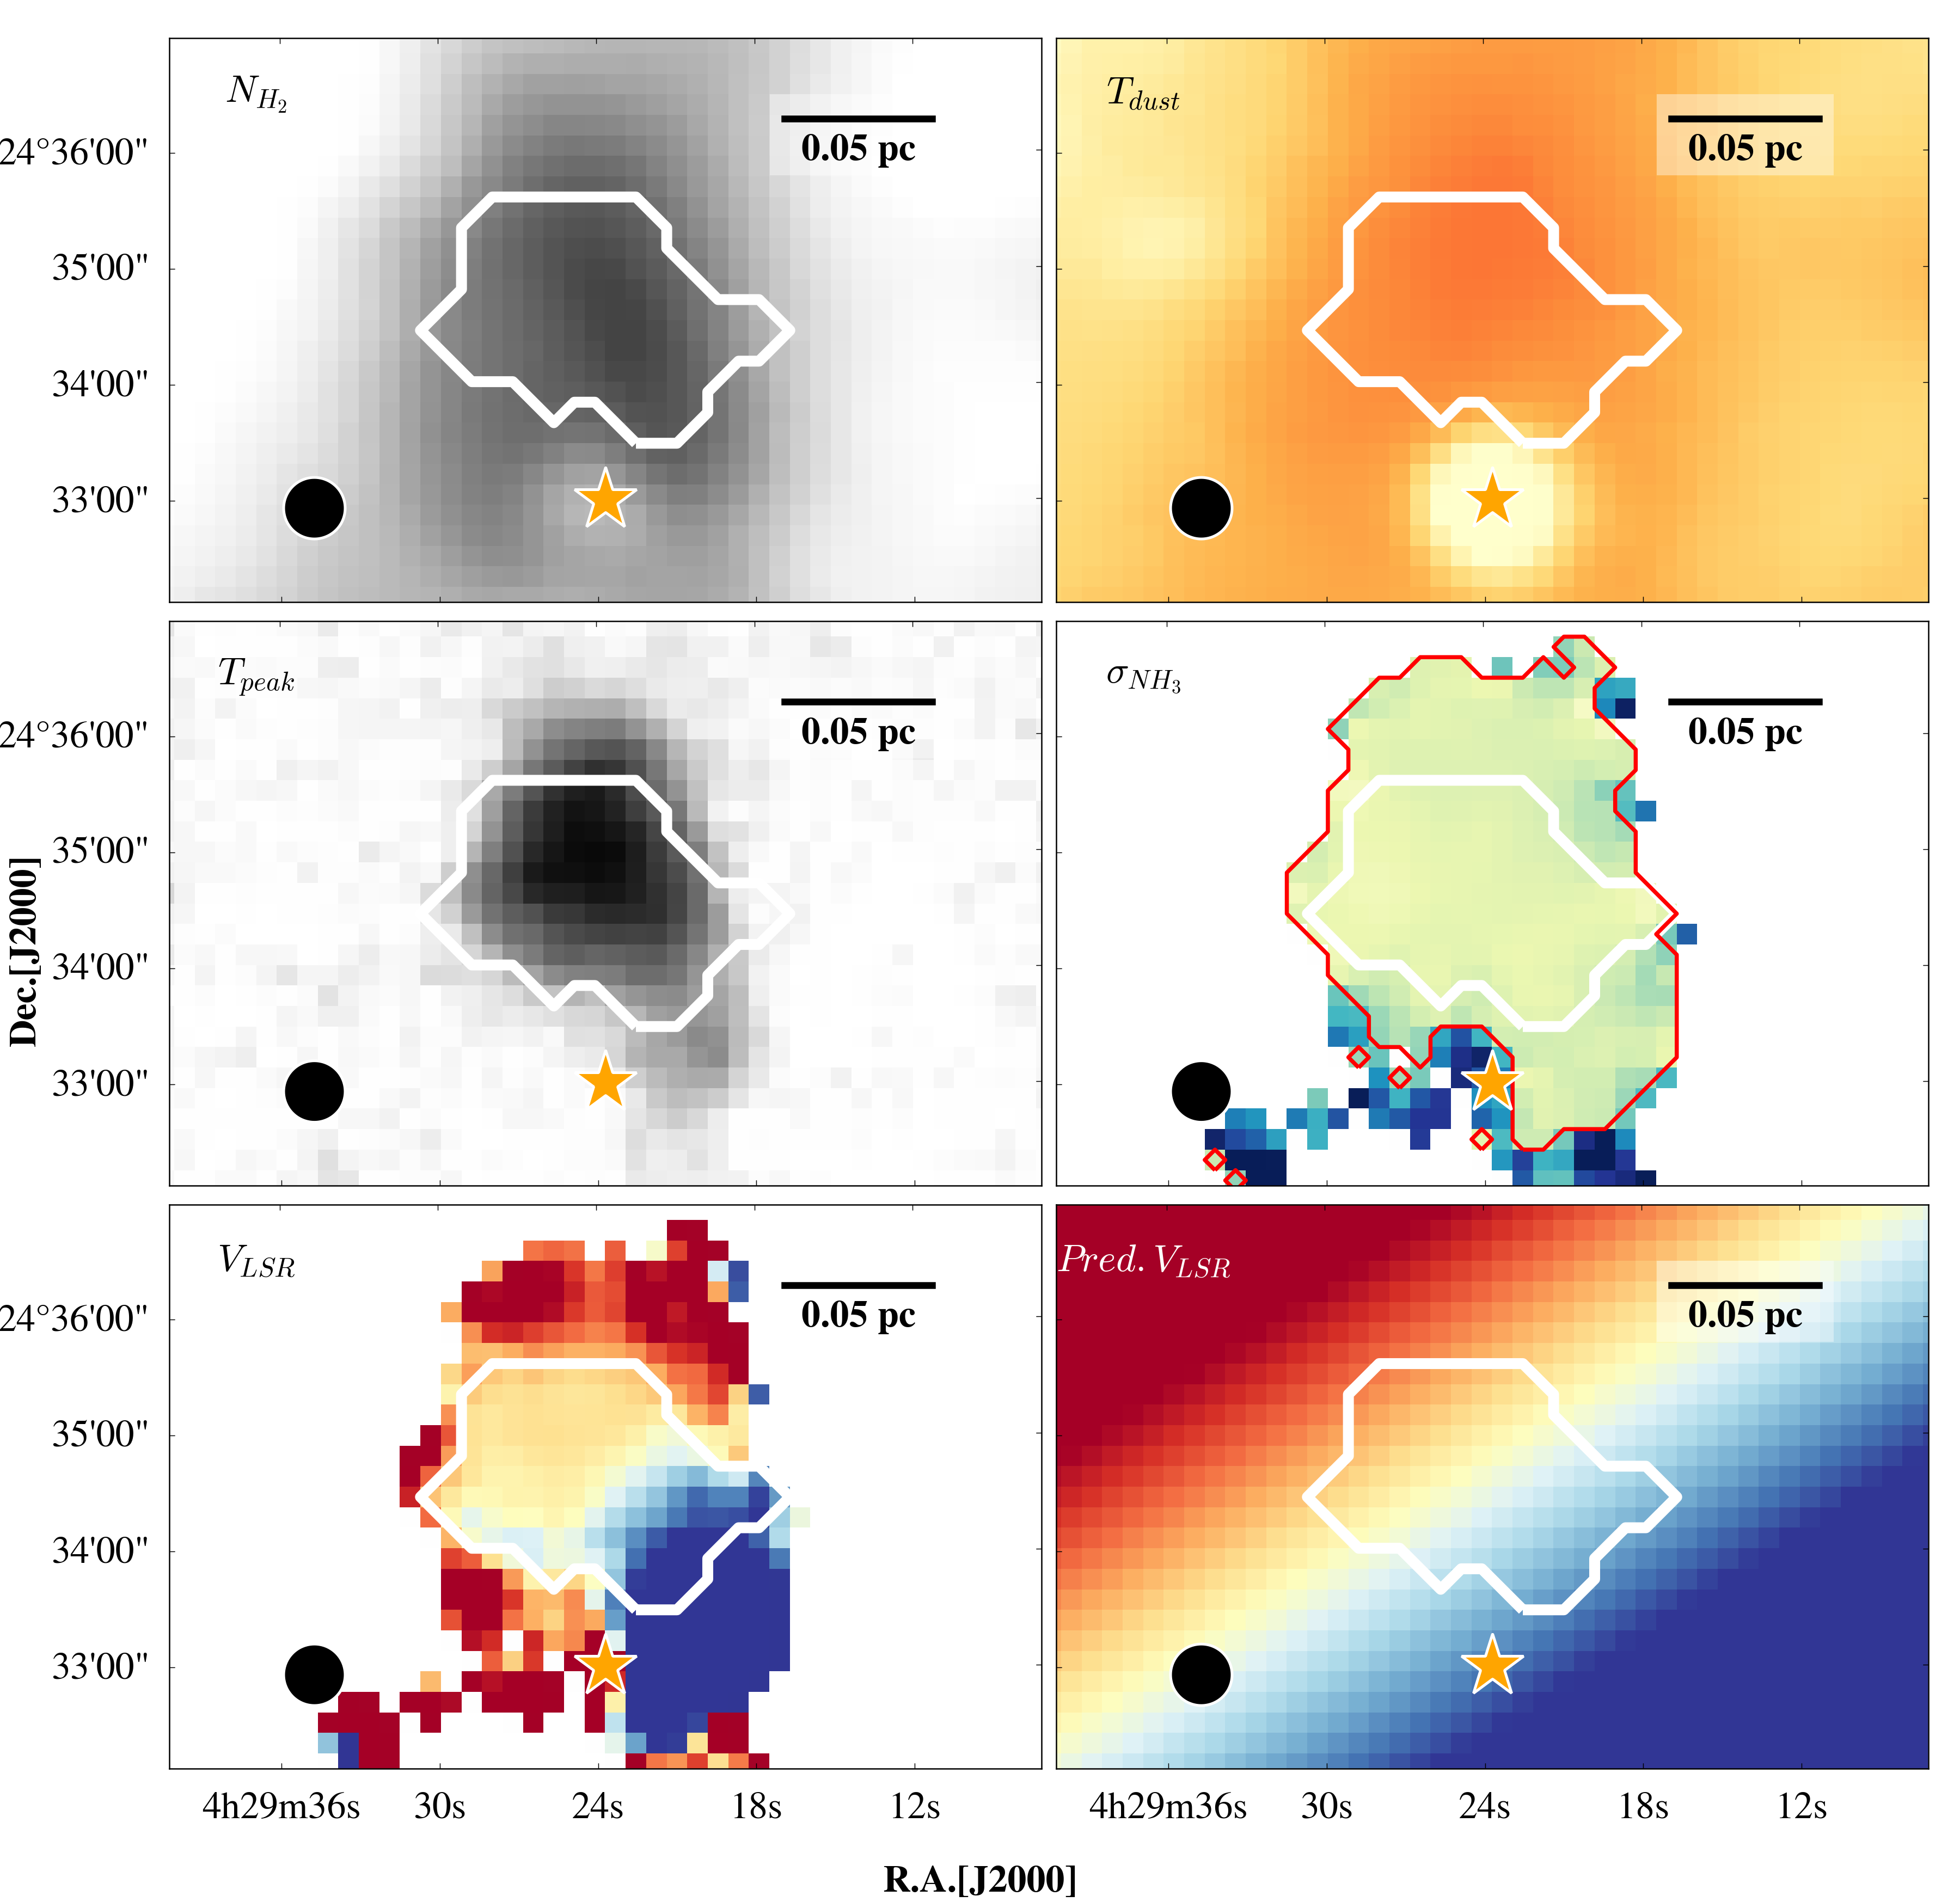 N_{H_2}
0.05 pc
T_{dust}
0.05 pc
24°36'00"
35'00"
34'00"
33'00"
T_{peak}
0.05 pc
σ_{NH_3}
0.05 pc
24°36'00"
35'00"
34'00"
33'00"
Dec.[J2000]
V_{LSR}
0.05 pc
Pred. V_{LSR}
0.05 pc
24°36'00"
35'00"
34'00"
33'00"
4h29m36s 30s 24s 18s 12s
4h29m36s 30s 24s 18s 12s
R.A.[J2000]